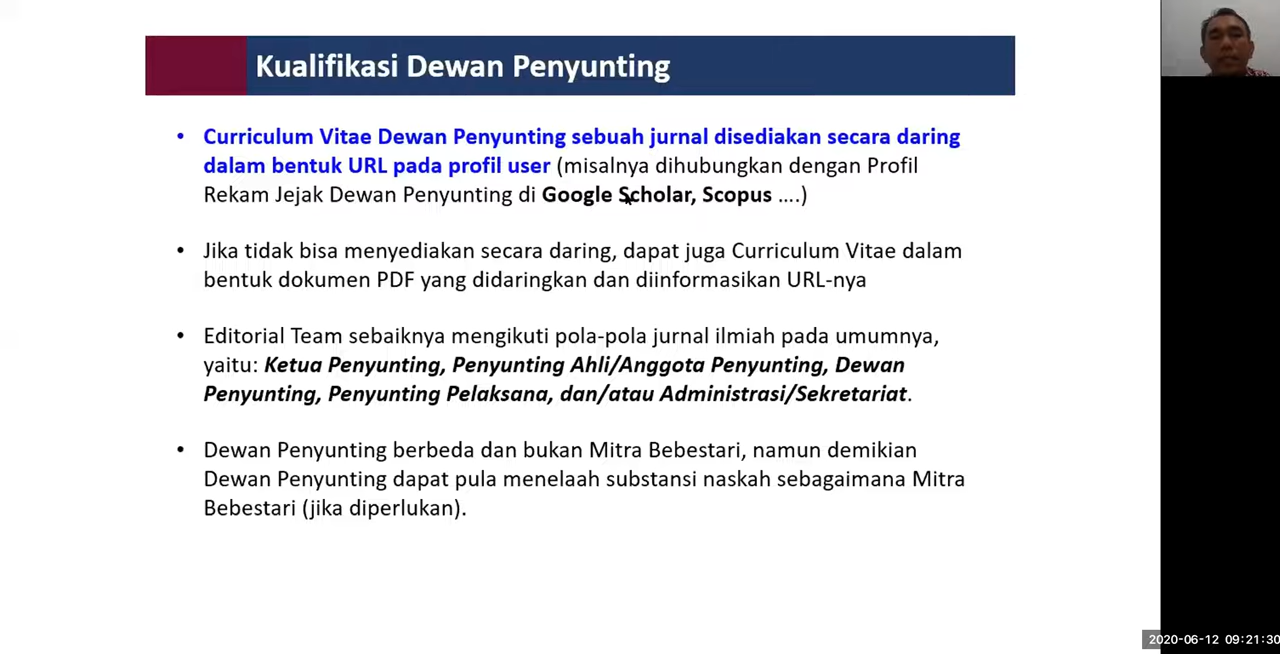 Kualifikasi Dewan Penyunting
• Curriculum Vitae Dewan Penyunting sebuah jurnal disediakan secara daring
dalam bentuk URL pada profil user (misalnya dihubungkan dengan Profil
Rekam Jejak Dewan Penyunting di Google Scholar, Scopus ....)
• Jika tidak bisa menyediakan secara daring, dapat juga Curriculum Vitae dalam
bentuk dokumen PDF yang didaringkan dan diinformasikan URL-nya
• Editorial Team sebaiknya mengikuti pola-pola jurnal ilmiah pada umumnya,
yaitu: Ketua Penyunting, Penyunting Ahli/Anggota Penyunting, Dewan
Penyunting, Penyunting Pelaksana, dan/atau Administrasi/Sekretariat.
• Dewan Penyunting berbeda dan bukan Mitra Bebestari, namun demikian
Dewan Penyunting dapat pula menelaah substansi naskah sebagaimana Mitra
Bebestari (jika diperlukan).
2020-06-12 09:21:30